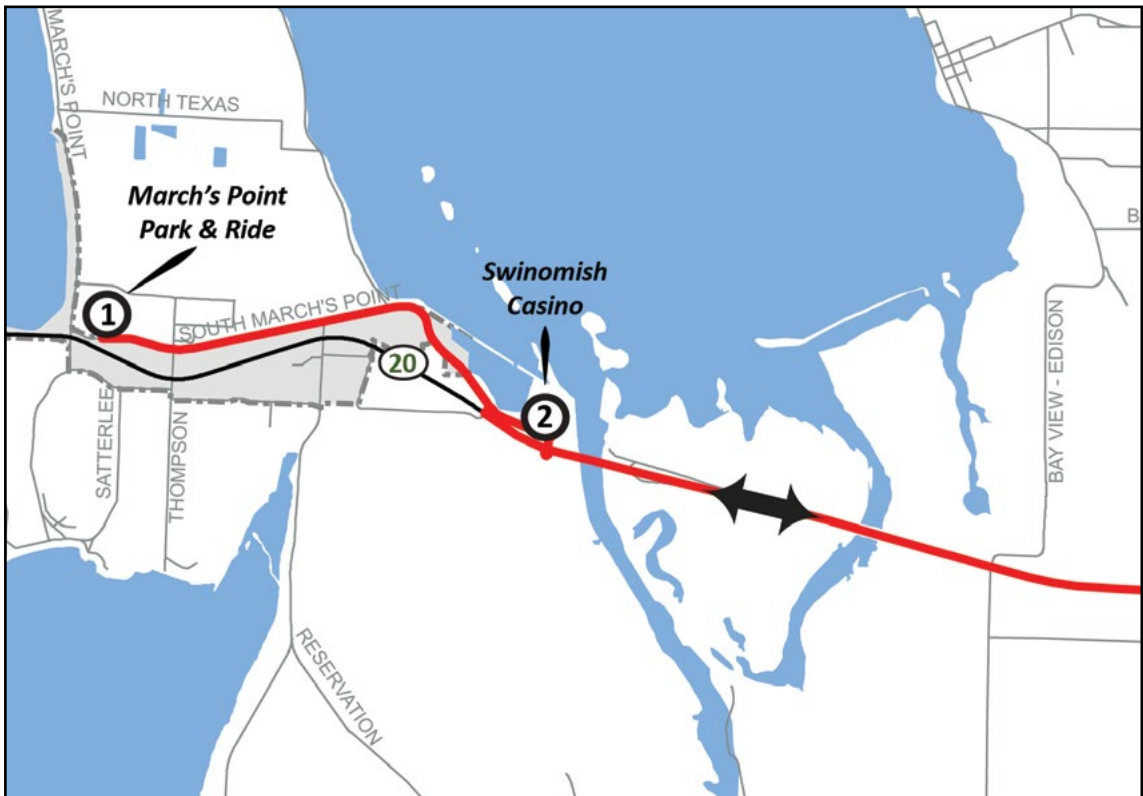 MARCH'S POINT
NORTH TEXAS
March's Point
Park & Ride
1
SOUTH MARCH'S POINT
Swinomish
Casino
20
2
SATTERLEE
THOMPSON
RESERVATION
BAY VIEW - EDISON
B